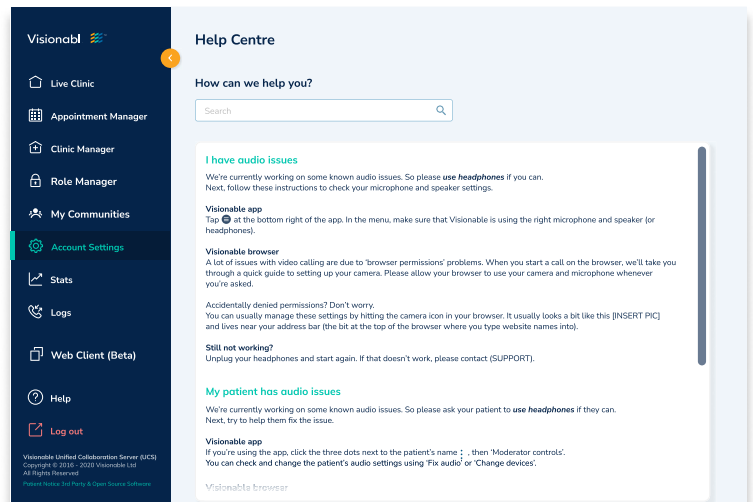 Visionabl
Live Clinic
Appointment Manager
Clinic Manager
Role Manager
My Communities
Account Settings
Stats
Logs
Web Client (Beta)
Help
Log out
Visionable Unified Collaboration Server (UCS)
Copyright © 2016 - 2020 Visionable Ltd
All Rights Reserved
Patient Notice 3rd Party & Open Source Software
Help Centre
How can we help you?
Search
I have audio issues
We're currently working on some known audio issues. So please use headphones if you can.
Next, follow these instructions to check your microphone and speaker settings.
Visionable app
Tap at the bottom right of the app. In the menu, make sure that Visionable is using the right microphone and speaker (or
headphones).
Visionable browser
A lot of issues with video calling are due to 'browser permissions' problems. When you start a call on the browser, we'll take you
through a quick guide to setting up your camera. Please allow your browser to use your camera and microphone whenever
you're asked.
Accidentally denied permissions? Don't worry.
You can usually manage these settings by hitting the camera icon in your browser. It usually looks a bit like this [INSERT PIC]
and lives near your address bar (the bit at the top of the browser where you type website names into).
Still not working?
Unplug your headphones and start again. If that doesn't work, please contact (SUPPORT).
My patient has audio issues
We're currently working on some known audio issues. So please ask your patient to use headphones if they can.
Next, try to help them fix the issue.
Visionable app
If you're using the app, click the three dots next to the patient's name , then 'Moderator controls'.
You can check and change the patient's audio settings using 'Fix audio' or 'Change devices'.
Visionable browser